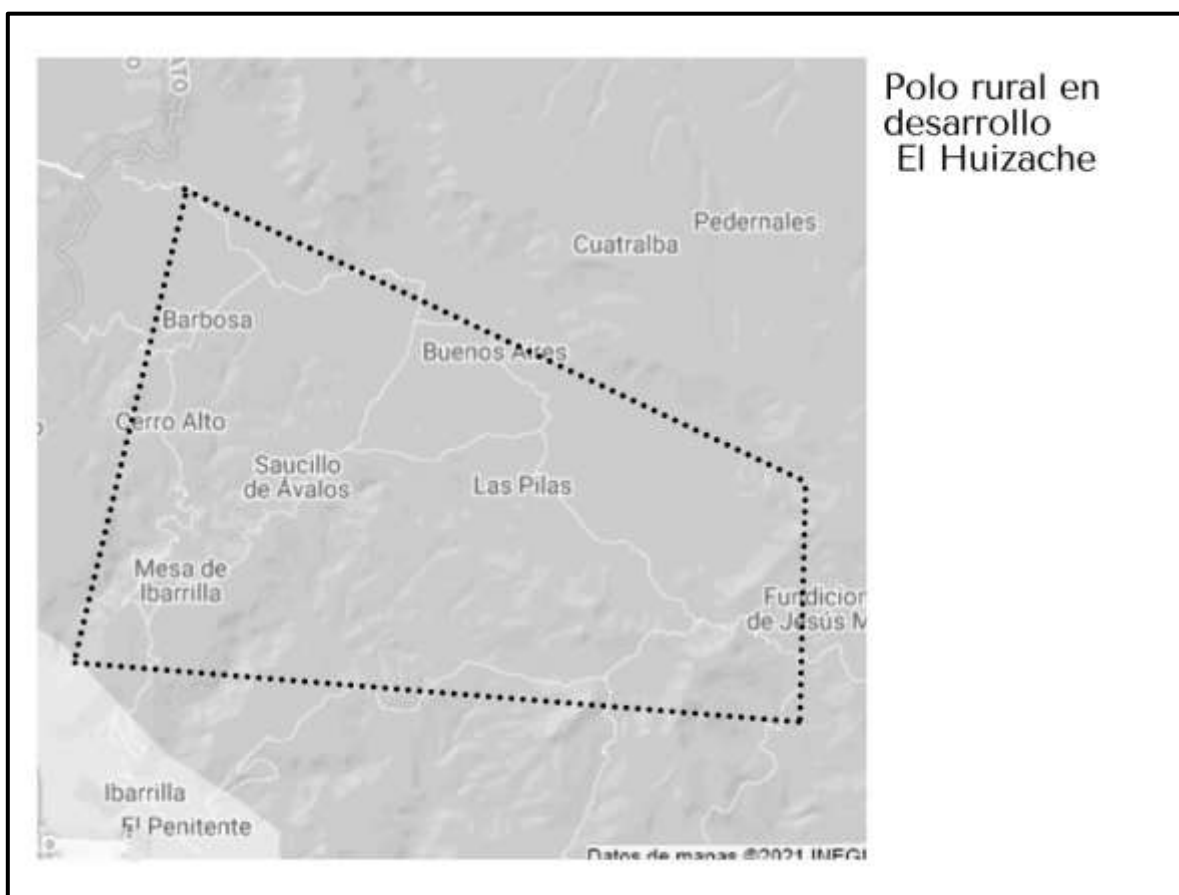 Polo rural en
desarrollo
El Huizache
ATO
Pedernales
Cuatralba
Barbosa
Buenos Aires
Cerro Alto
Saucillo
de Ávalos
Las Pilas
Mesa de
Ibarrilla
Fundicion
de Jesús M
Ibarrilla
El Penitente
Datos de mapas ©2021 INEGI